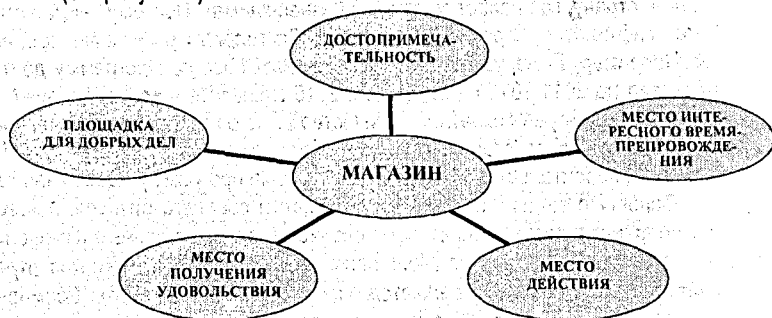 ДОСТОПРИМЕЧА-
ТЕЛЬНОСТЬ
ПЛОЩАДКА
ДЛЯ ДОБРЫХ ДЕЛ
МЕСТО ИНТЕ-
РЕСНОГО ВРЕМЯ-
ПРЕПРОВОЖДЕ-
НИЯ
МАГАЗИН
МЕСТО
ПОЛУЧЕНИЯ
УДОВОЛЬСТВИЯ
МЕСТО
ДЕЙСТВИЯ